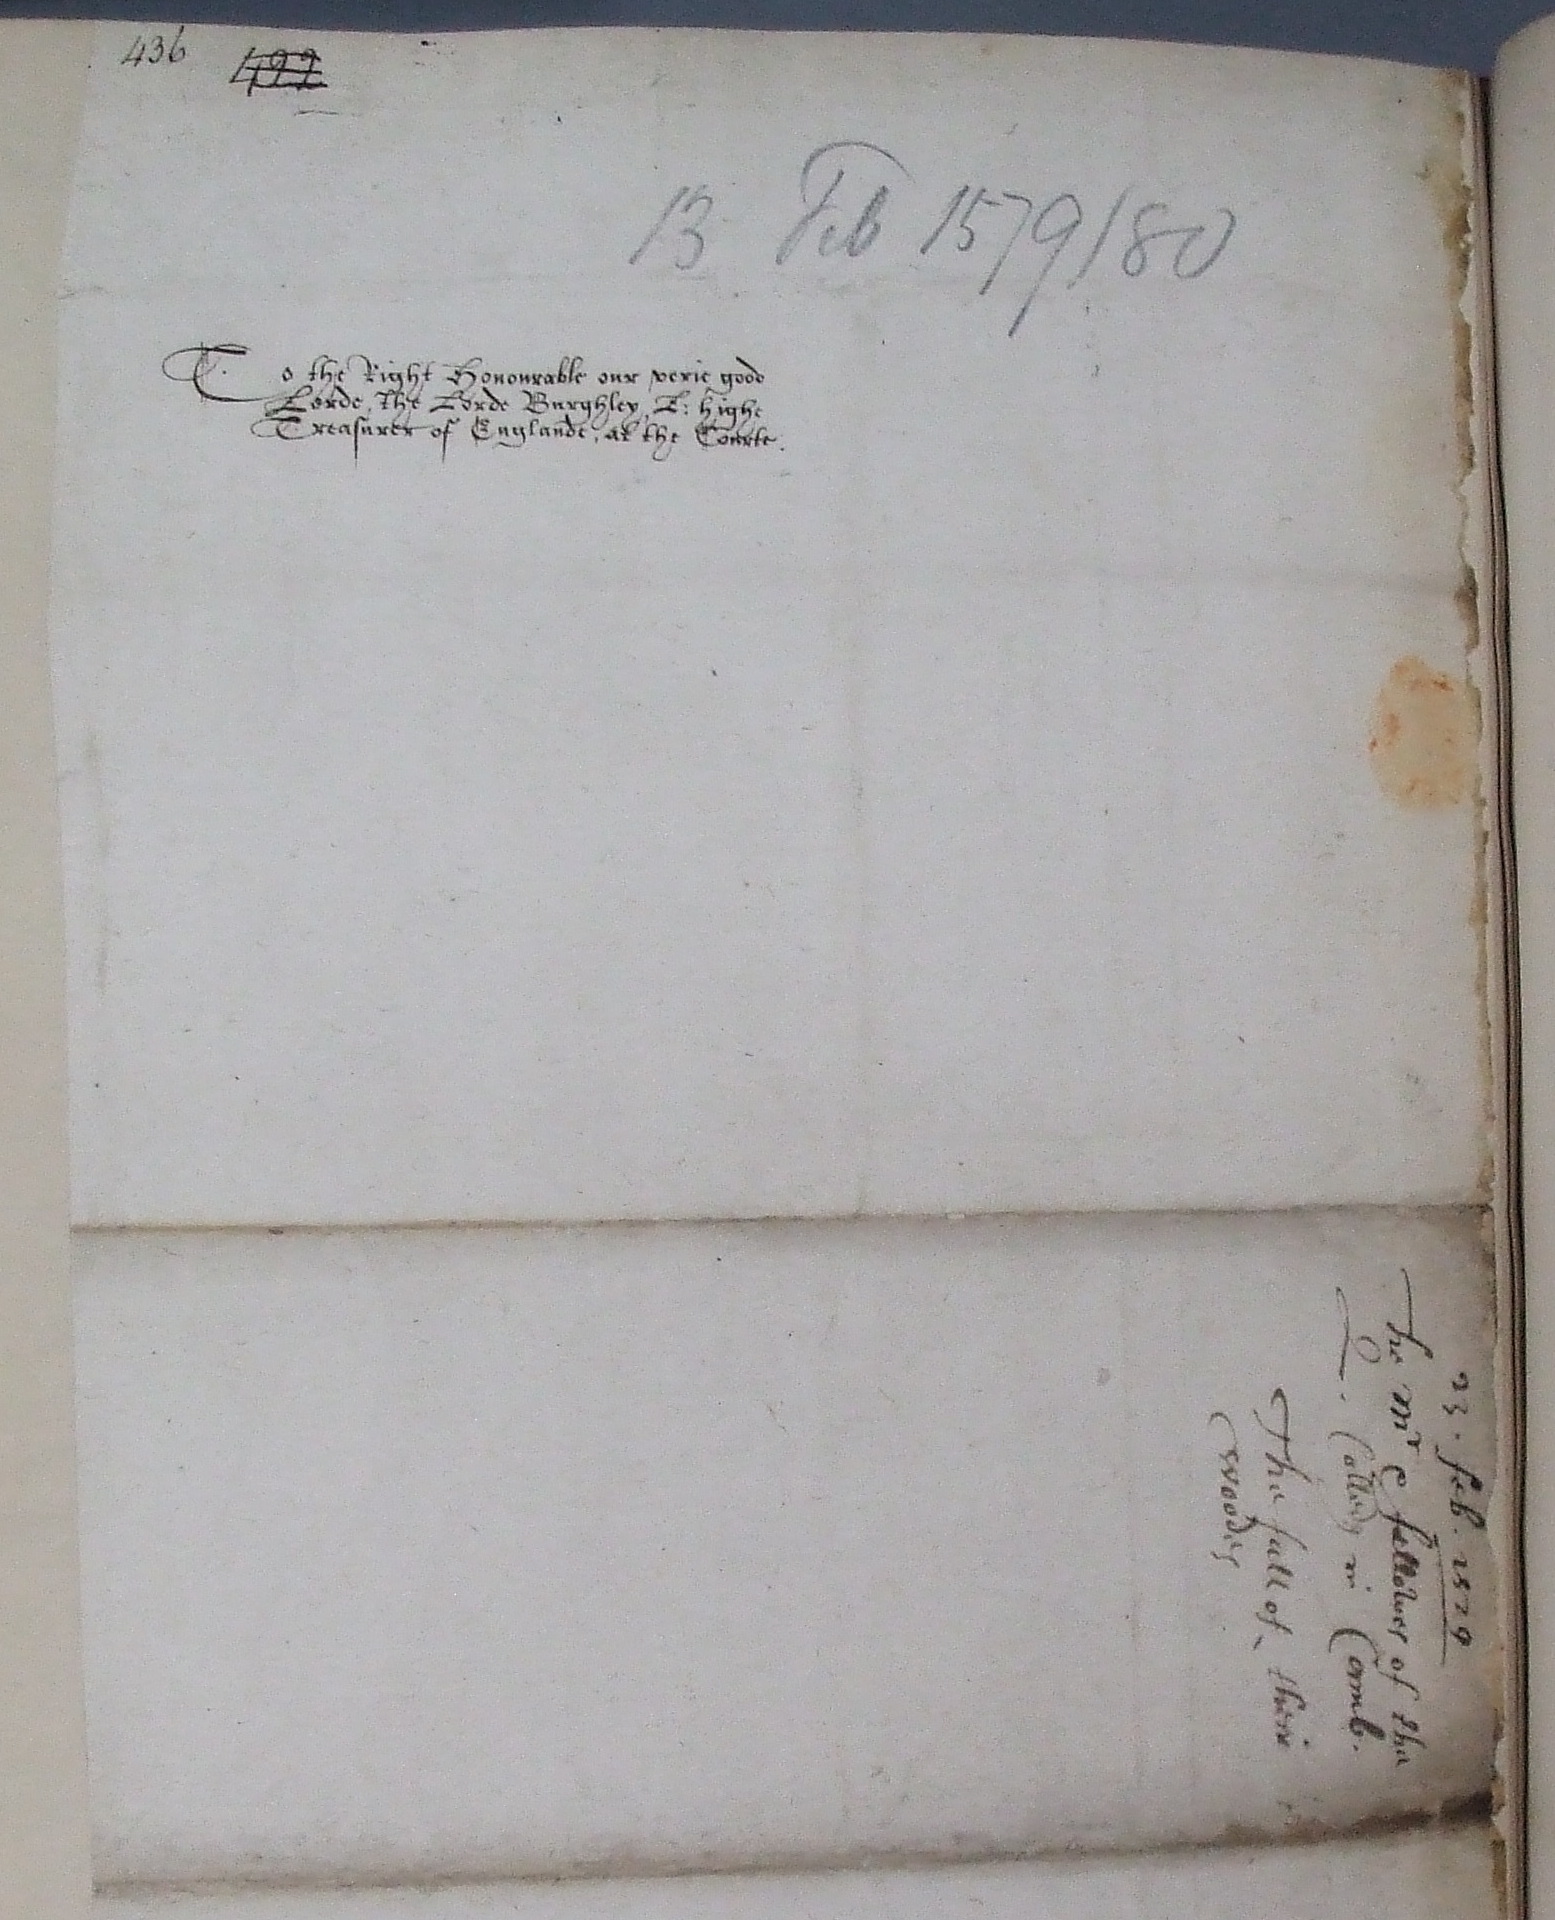 436 422
13 Feb 1579/80
To the Right Honourable our verie good
Lorde, the Lorde Burghley, L: highe
Treasurer of Englande, at the Courte.
23. feb. 1579
The mr & fellowes of the
Q. Colledg in Camb.
The fall of their
woodes